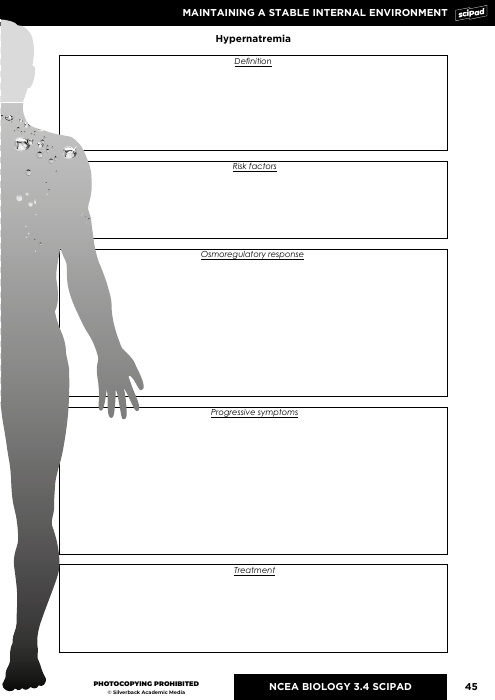 MAINTAINING A STABLE INTERNAL ENVIRONMENT
scipad
Hypernatremia
Definition
Risk factors
Osmoregulatory response
Progressive symptoms
Treatment
PHOTOCOPYING PROHIBITED
© Silverback Academic Media
NCEA BIOLOGY 3.4 SCIPAD
45